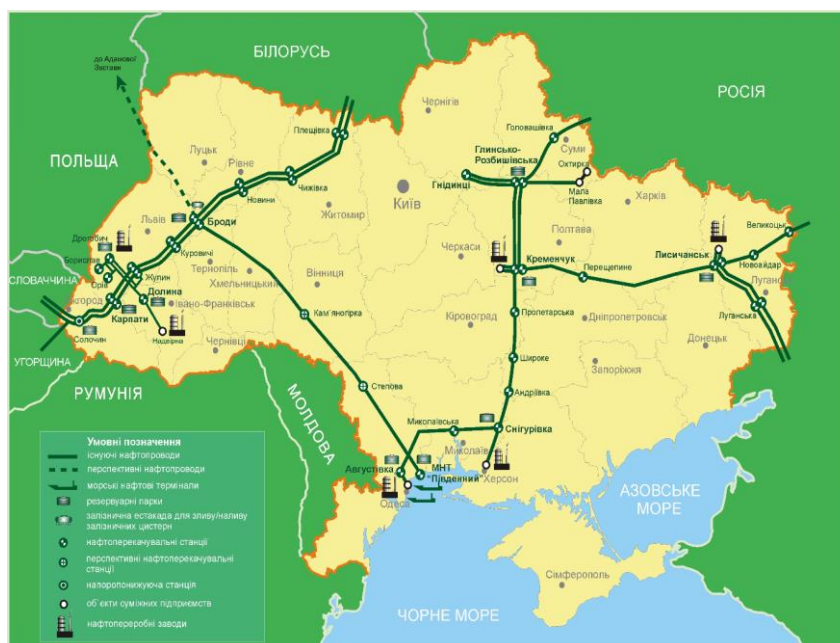 до Адамової
Застави
БІЛОРУСЬ
РОСІЯ
ПОЛЬЩА
СЛОВАЧЧИНА
УГОРЩИНА
РУМУНІЯ
МОЛДОВА
АЗОВСЬКЕ
МОРЕ
ЧОРНЕ МОРЕ
Чернігів
Плещівка
Луцьк
Рівне
Новини
Чижівка
Житомир
Київ
Головашівка
Глинсько-
Розбишівська
Суми
Охтирка
Гнідинці
Мала
Павлівка
Харків
Львів
Броди
Дрогобич
Борислав
Орів
Куровичі
Жулин
Тернопіль
Хмельницький
Вінниця
Черкаси
Полтава
Кременчук
Перещепине
Лисичанськ
Великоцьк
Новоайдар
Луганськ
Луганська
Ужгород
Долина
Івано-Франківськ
Карпати
Солочин
Надвірна
Чернівці
Кам'яногірка
Кіровоград
Пролетарська
Дніпропетровськ
Донецьк
Широке
Запоріжжя
Степова
Андріївка
Миколаївська
Снігурівка
Миколаїв
Августівка
МНТ
"Південний"
Херсон
Одеса
Сімферополь
Умовні позначення
існуючі нафтопроводи
перспективні нафтопроводи
морські нафтові термінали
резервуарні парки
залізнична естакада для зливу/наливу
залізничних цистерн
нафтоперекачувальні станції
перспективні нафтоперекачувальні
станції
напоропонижуюча станція
об'єкти суміжних підприємств
нафтопереробні заводи